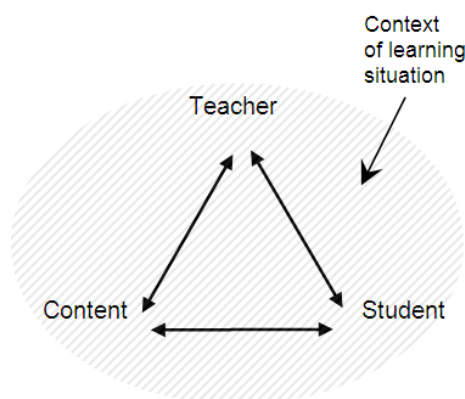 Context
of learning
situation
Teacher
Content
Student